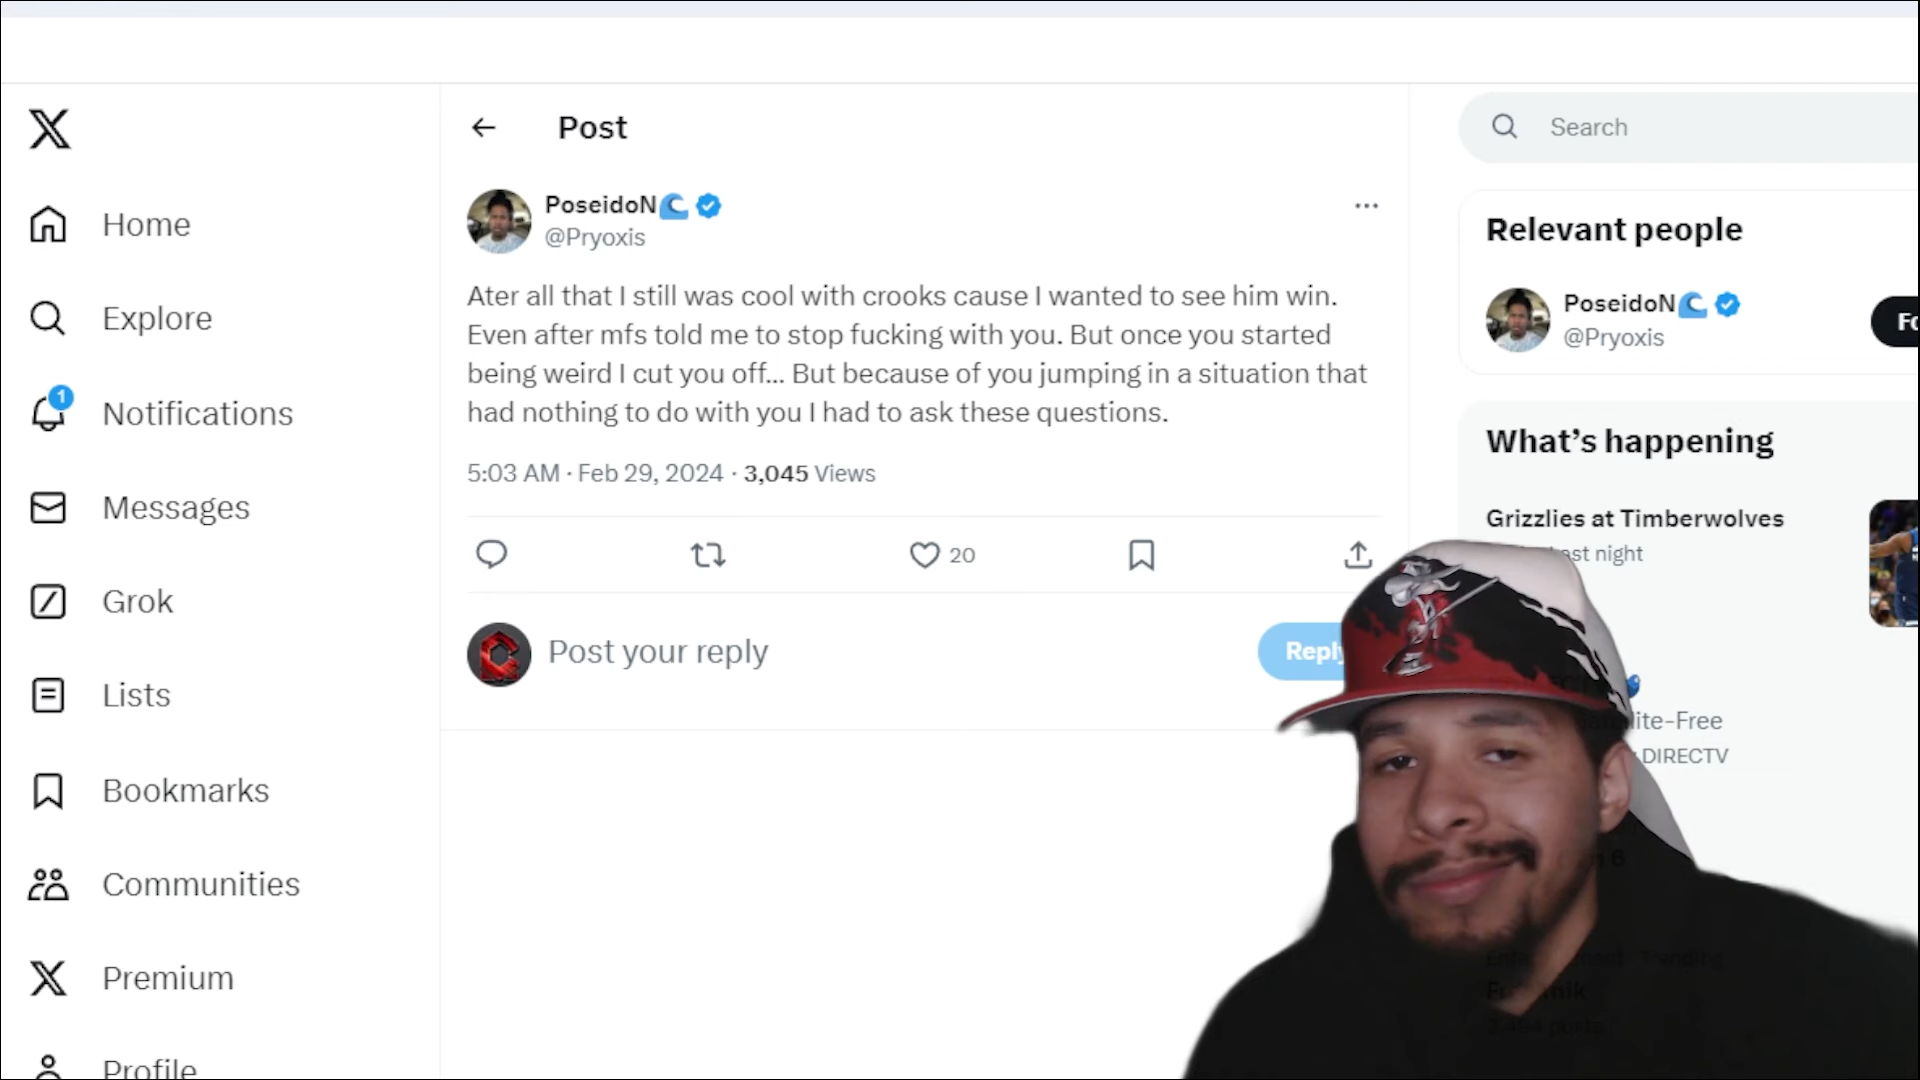 Post
Search
PoseidoN
@Pryoxis
Relevant people
PoseidoN
@Pryoxis
Home
Explore
1
Notifications
Messages
Grok
Lists
Bookmarks
Communities
Premium
Profile
Ater all that I still was cool with crooks cause I wanted to see him win.
Even after mfs told me to stop fucking with you. But once you started
being weird I cut you off... But because of you jumping in a situation that
had nothing to do with you I had to ask these questions.
5:03 AM · Feb 29, 2024 · 3,045 Views
20
Post your reply
Reply
What's happening
Grizzlies at Timberwolves
night
DIRECTV